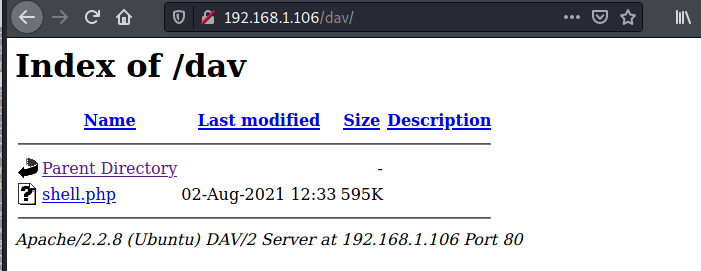 192.168.1.106/dav/
Index of /dav
Name Last modified Size Description
Parent Directory -
shell.php 02-Aug-2021 12:33 595K
Apache/2.2.8 (Ubuntu) DAV/2 Server at 192.168.1.106 Port 80